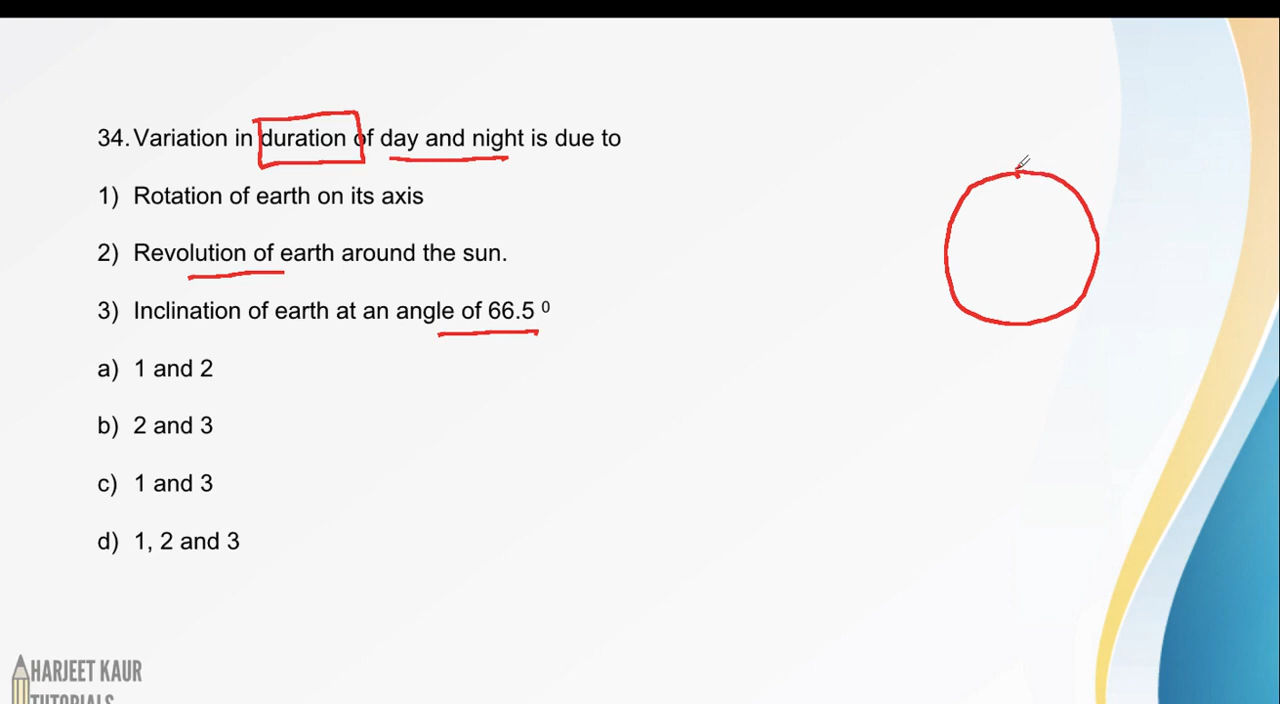 34. Variation in duration of day and night is due to
1) Rotation of earth on its axis
2) Revolution of earth around the sun.
3) Inclination of earth at an angle of 66.5 ⁰
a) 1 and 2
b) 2 and 3
c) 1 and 3
d) 1, 2 and 3
HARJEET KAUR
TUTORIALS